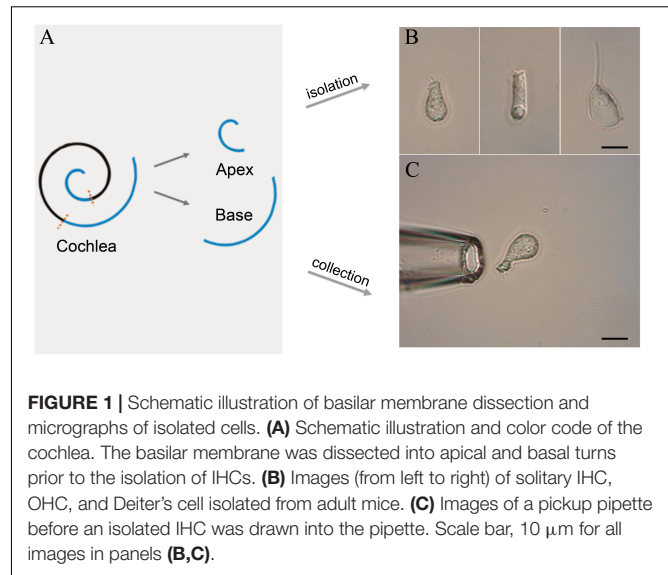 A
B
isolation
Apex
Base
Cochlea
C
collection
FIGURE 1 | Schematic illustration of basilar membrane dissection and
micrographs of isolated cells. (A) Schematic illustration and color code of the
cochlea. The basilar membrane was dissected into apical and basal turns
prior to the isolation of IHCs. (B) Images (from left to right) of solitary IHC,
OHC, and Deiter's cell isolated from adult mice. (C) Images of a pickup pipette
before an isolated IHC was drawn into the pipette. Scale bar, 10 μm for all
images in panels (B,C).